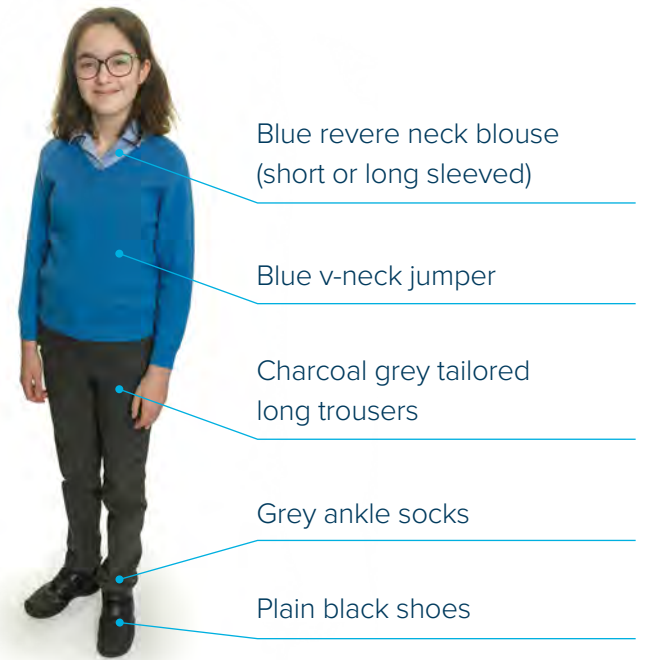 Blue revere neck blouse
(short or long sleeved)
Blue v-neck jumper
Charcoal grey tailored
long trousers
Grey ankle socks
Plain black shoes